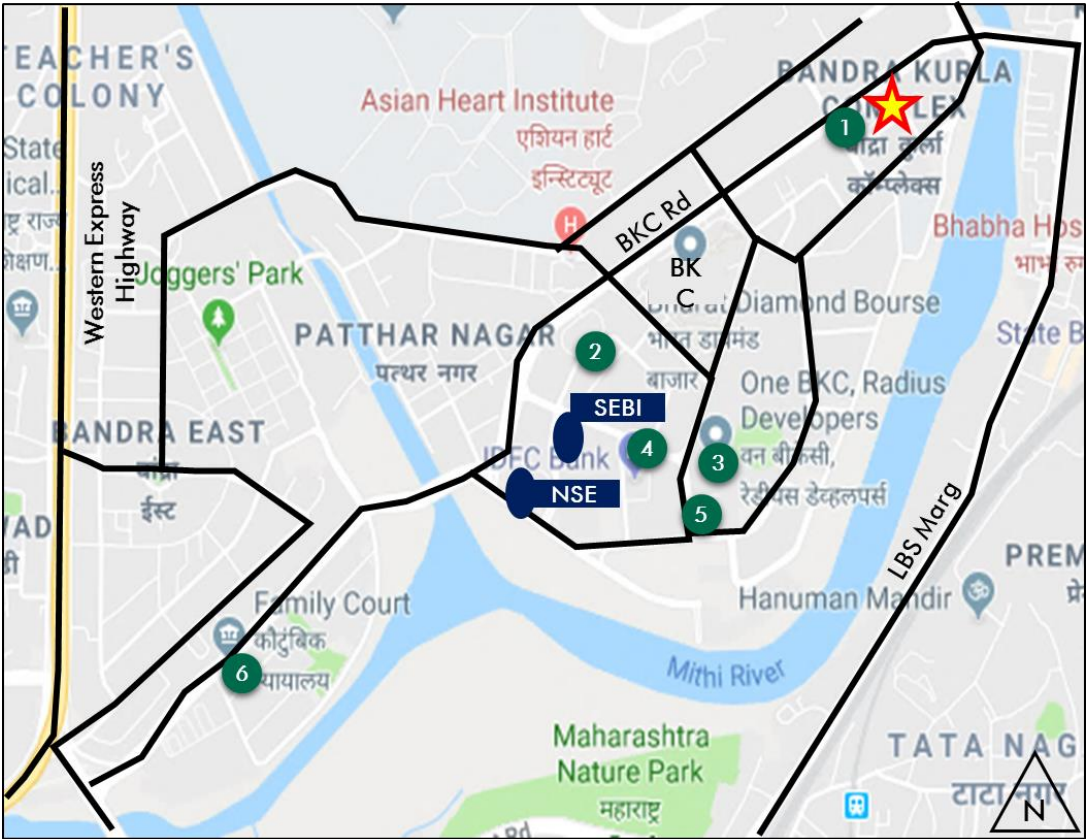 TEACHER'S
COLONY
State
Western Express
Highway
Asian Heart Institute
एशियन हार्ट
इन्स्टिट्यूट
H
BKC Rd
BANDRA KURLA
COMPLEX
1
बांद्रा कुर्ला
कॉम्प्लेक्स
Bhabha Hos
Joggers' Park
PATTHAR NAGAR
पत्थर नगर
BK
C
Bharat Diamond Bourse
भारत डायमंड
बाजार
State B
2
SEBI
IDFC Bank
4
NSE
One BKC, Radius
Developers
वन बीकेसी,
रेडीयस डेव्हलपर्स
3
5
BANDRA EAST
बांद्रा
ईस्ट
LBS Marg
PREM
Hanuman Mandir
Family Court
कौटुंबिक
न्यायालय
6
Mithi River
Maharashtra
Nature Park
महाराष्ट्र
TATA NAG
टाटा नगर
N
Rd